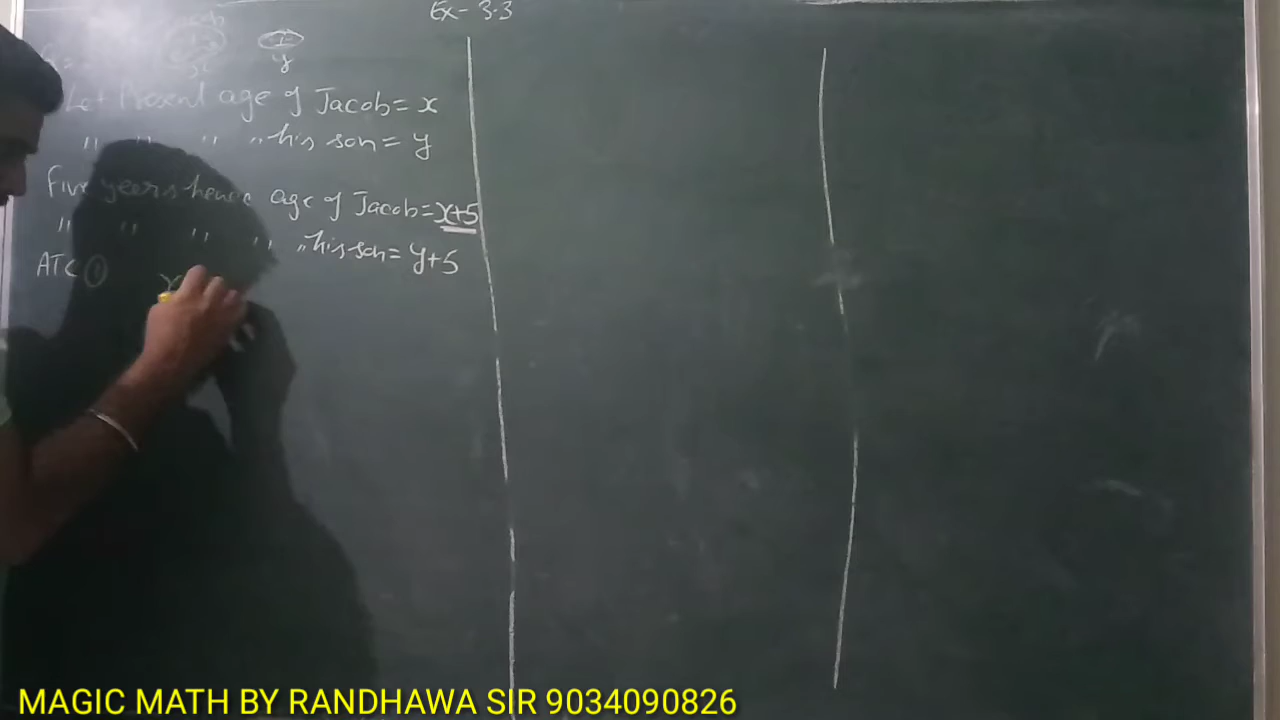 Ex- 3.3
y
Let Present age of Jacob= x
" " " " his son = y
Five years hence age of Jacob=x+5
" " " " " his son = y+5
ATC ①
x
MAGIC MATH BY RANDHAWA SIR 9034090826